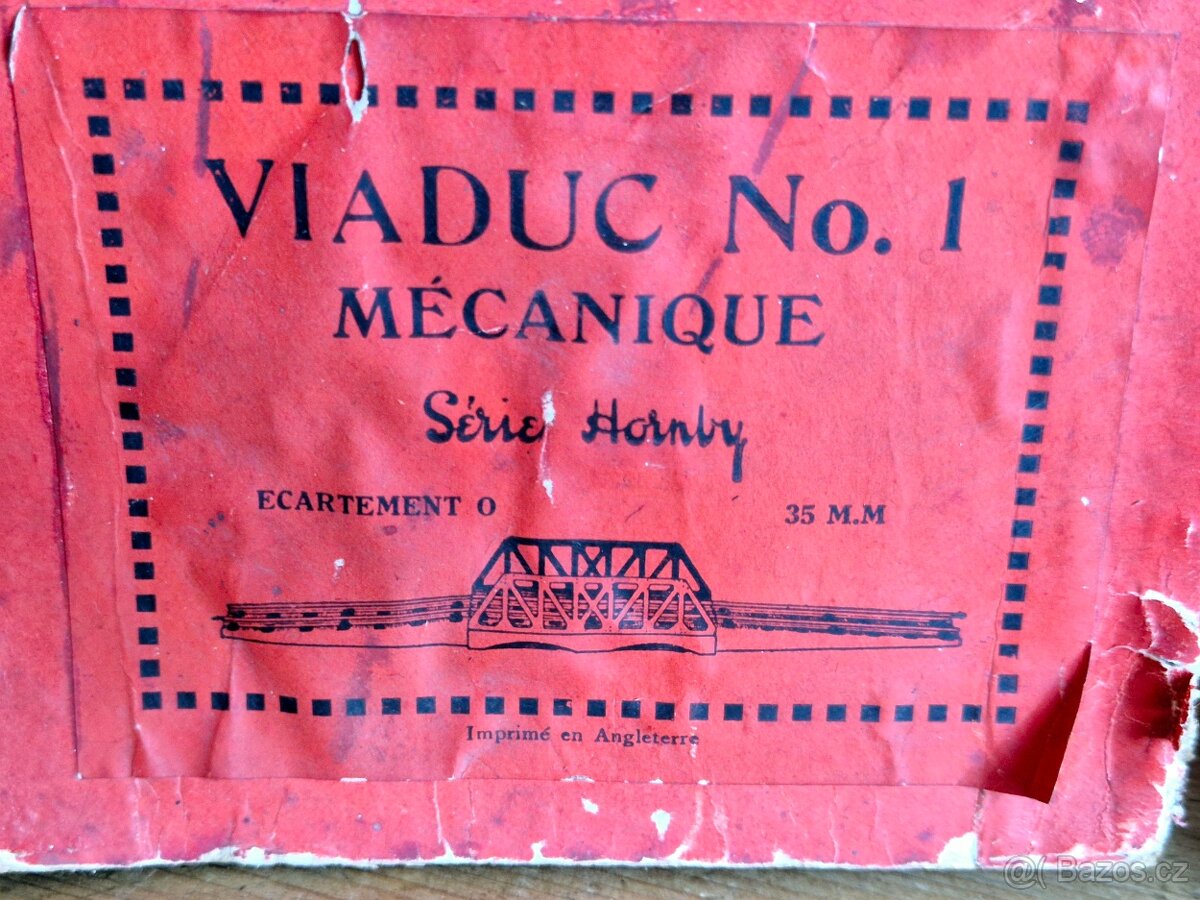 VIADUC No. 1
MÉCANIQUE
Série Hornby
ECARTEMENT O 35 M.M
Imprimé en Angleterre
@( Bazos.cz